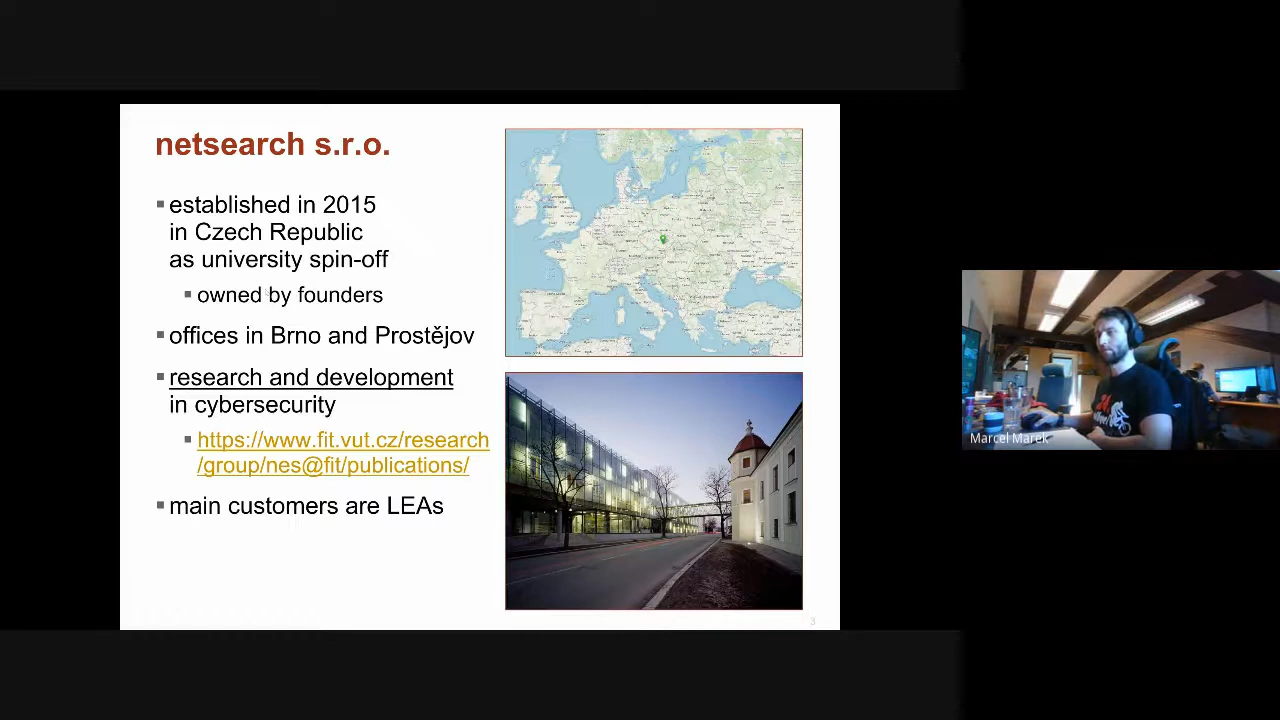 netsearch s.r.o.
▪ established in 2015
in Czech Republic
as university spin-off
▪ owned by founders
▪ offices in Brno and Prostějov
▪ research and development
in cybersecurity
▪ https://www.fit.vut.cz/research
/group/nes@fit/publications/
▪ main customers are LEAs
3
Marcel Marek